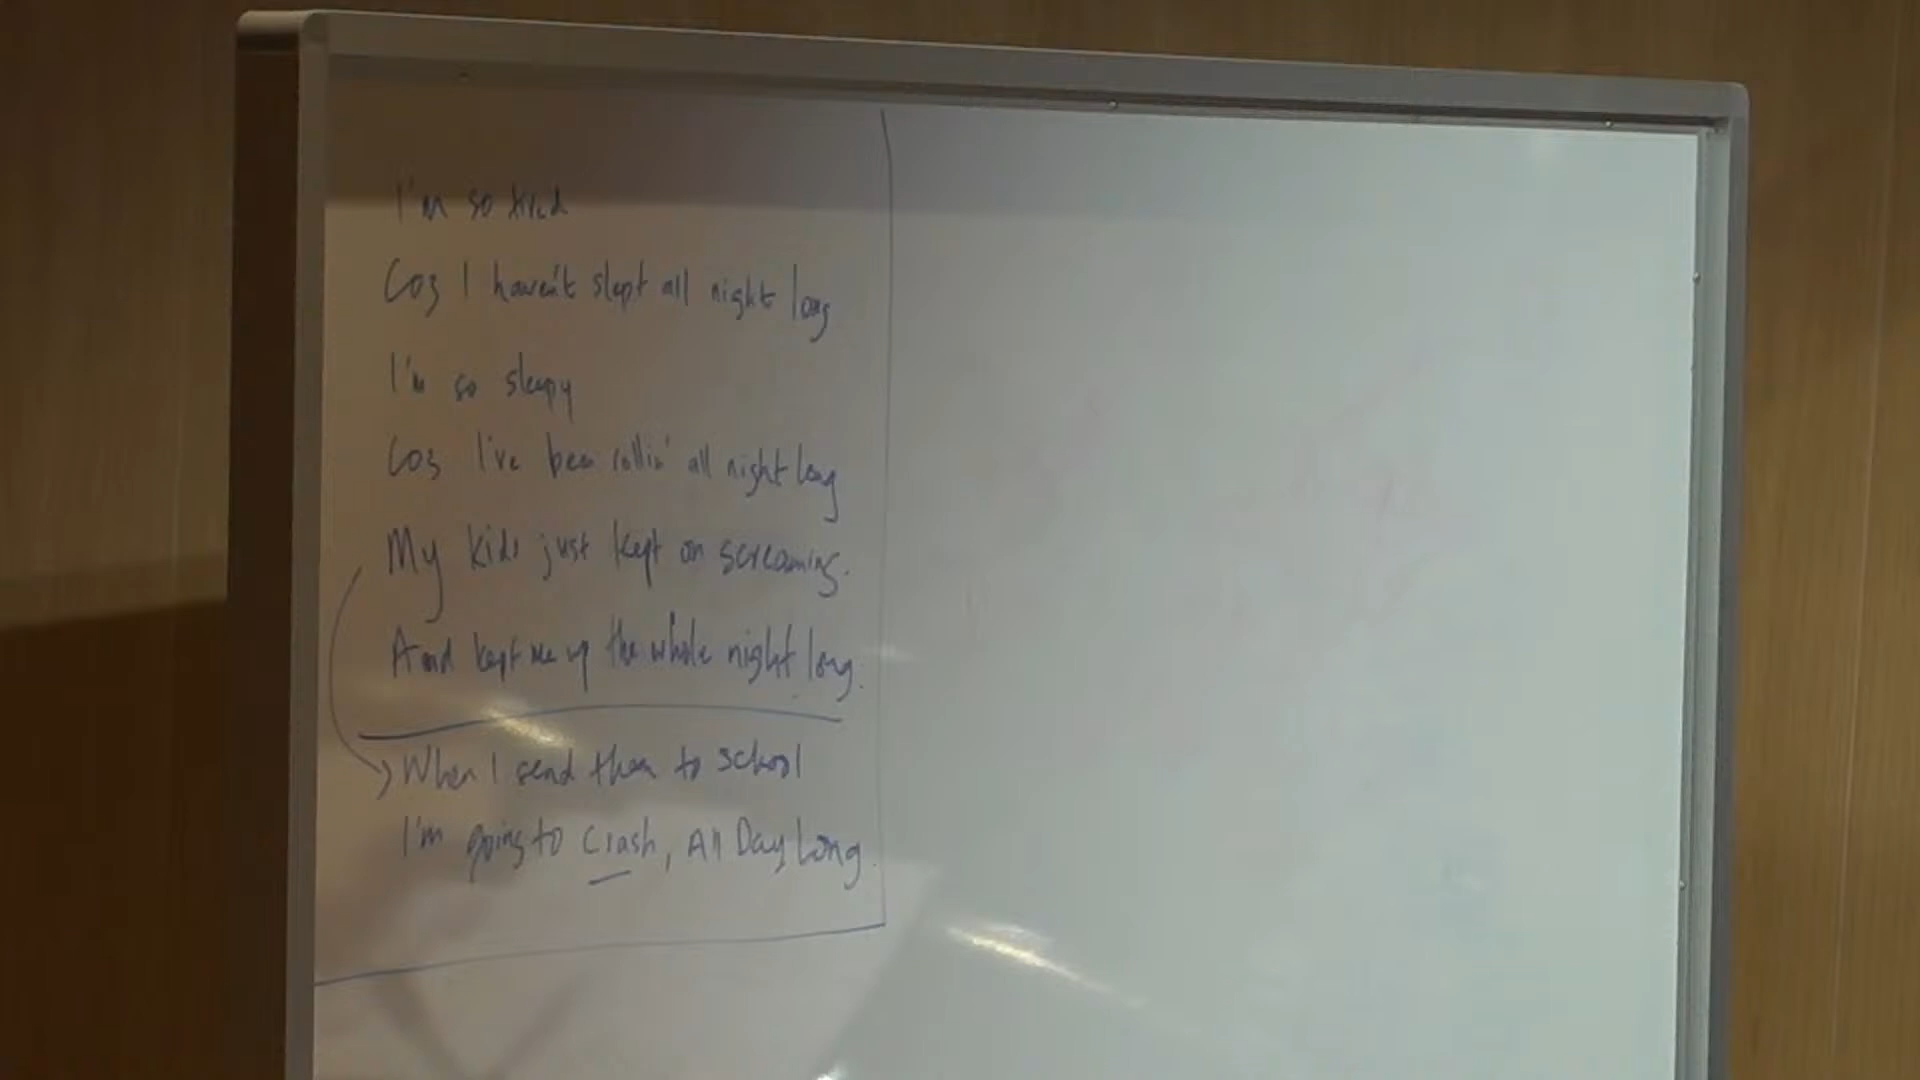 I'm so tired
Coz I haven't slept all night long
I'm so sleepy
Coz I've been rollin' all night long
My kids just kept on screaming.
And kept me up the whole night long.
When I send them to school
I'm going to Crash, All Day Long.